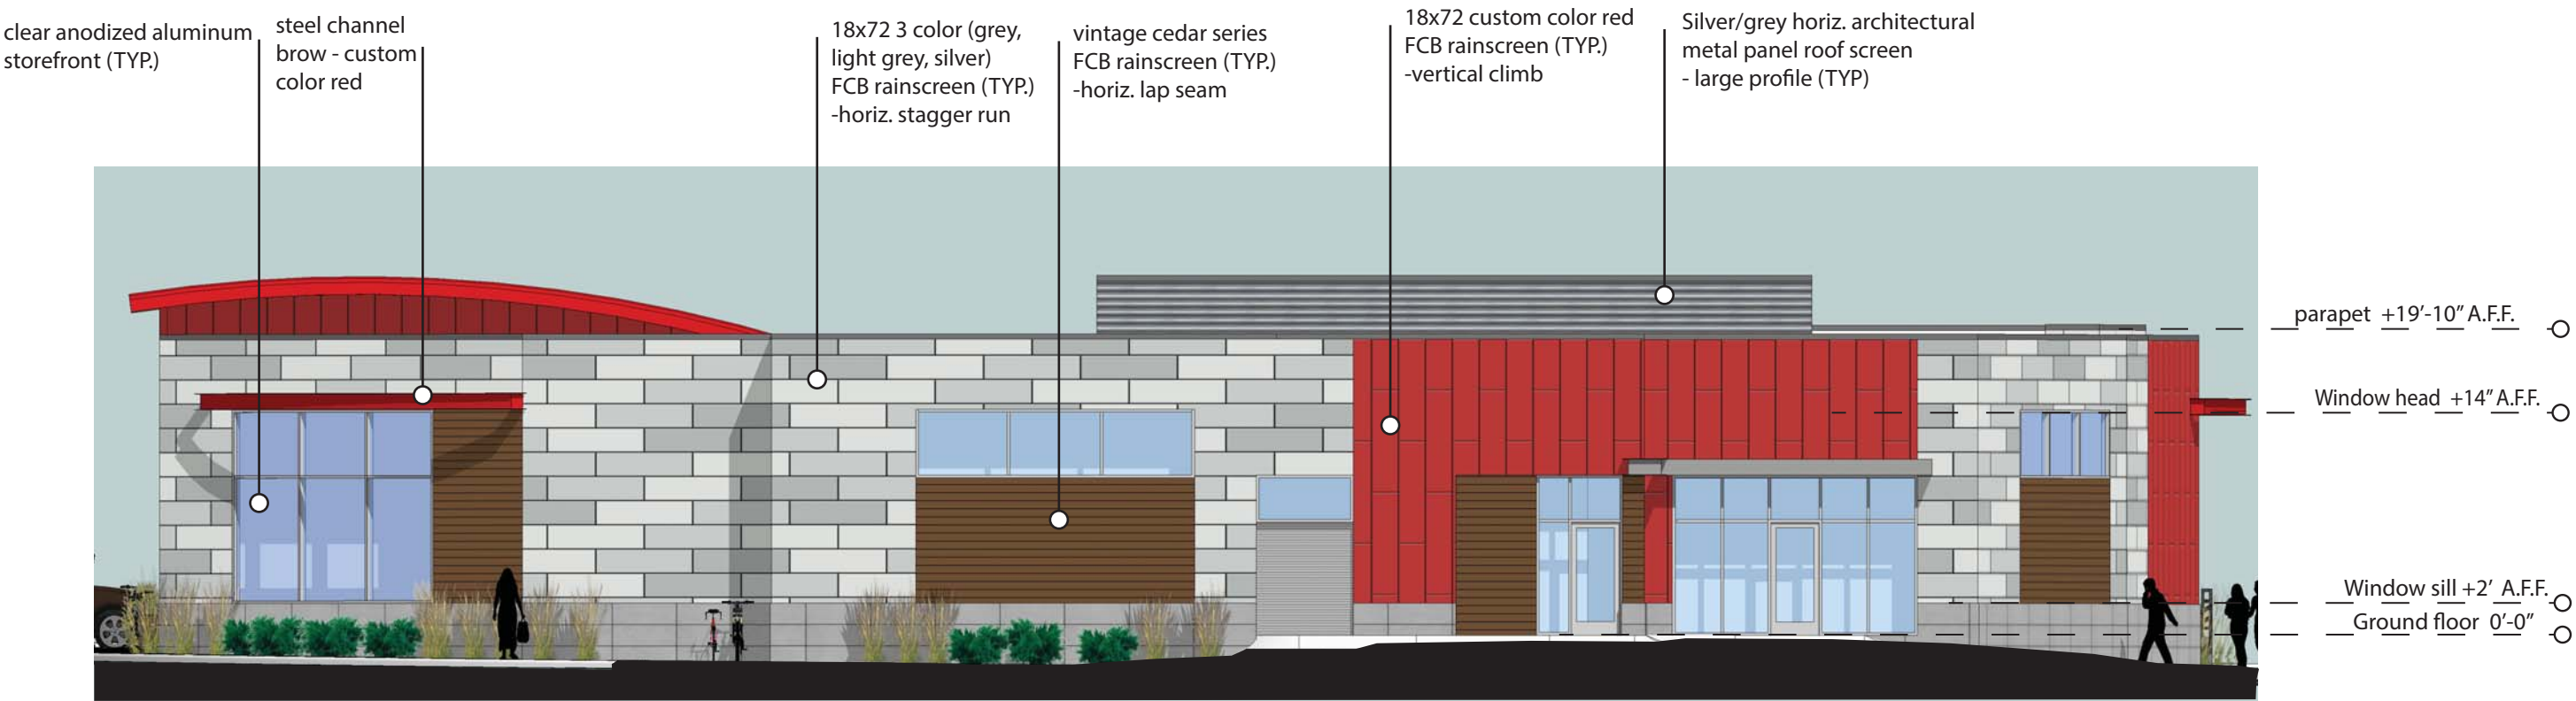 clear anodized aluminum
storefront (TYP.)
steel channel
brow - custom
color red
18x72 3 color (grey,
light grey, silver)
FCB rainscreen (TYP.)
-horiz. stagger run
vintage cedar series
FCB rainscreen (TYP.)
-horiz. lap seam
18x72 custom color red
FCB rainscreen (TYP.)
-vertical climb
Silver/grey horiz. architectural
metal panel roof screen
- large profile (TYP)
parapet +19'-10" A.F.F.
Window head +14" A.F.F.
Window sill +2' A.F.F.
Ground floor 0'-0"